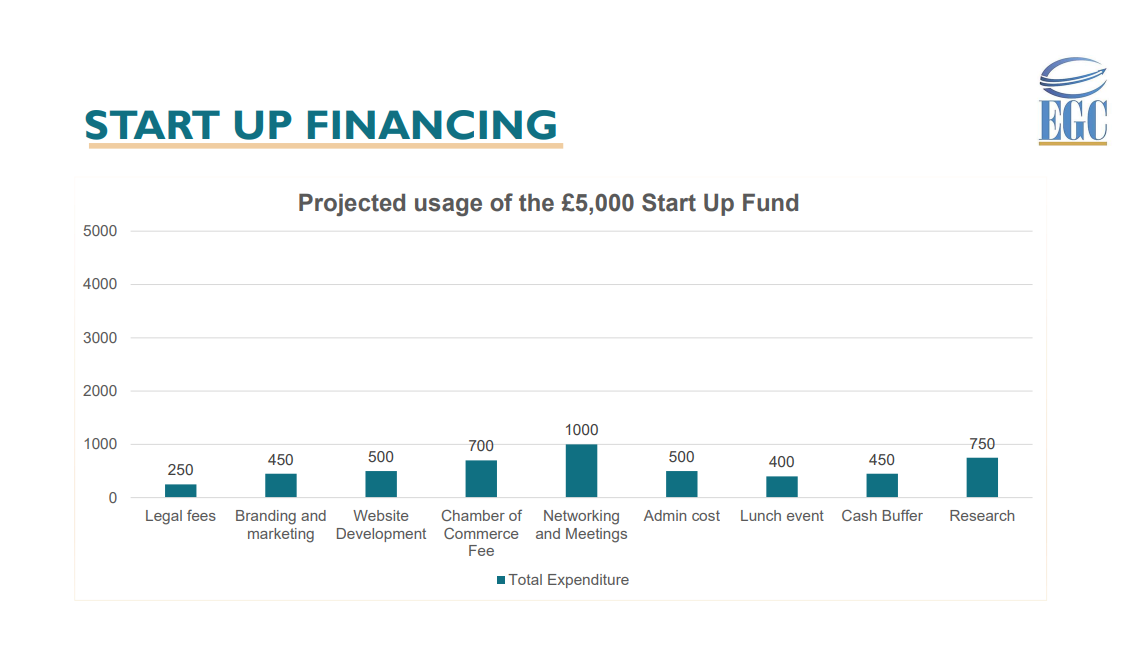 EGC
START UP FINANCING
Projected usage of the £5,000 Start Up Fund
5000
4000
3000
2000
1000
0
250
450
500
700
1000
500
400
450
750
Legal fees
Branding and
marketing
Website
Development
Chamber of
Commerce
Fee
Networking
and Meetings
Admin cost
Lunch event
Cash Buffer
Research
Total Expenditure